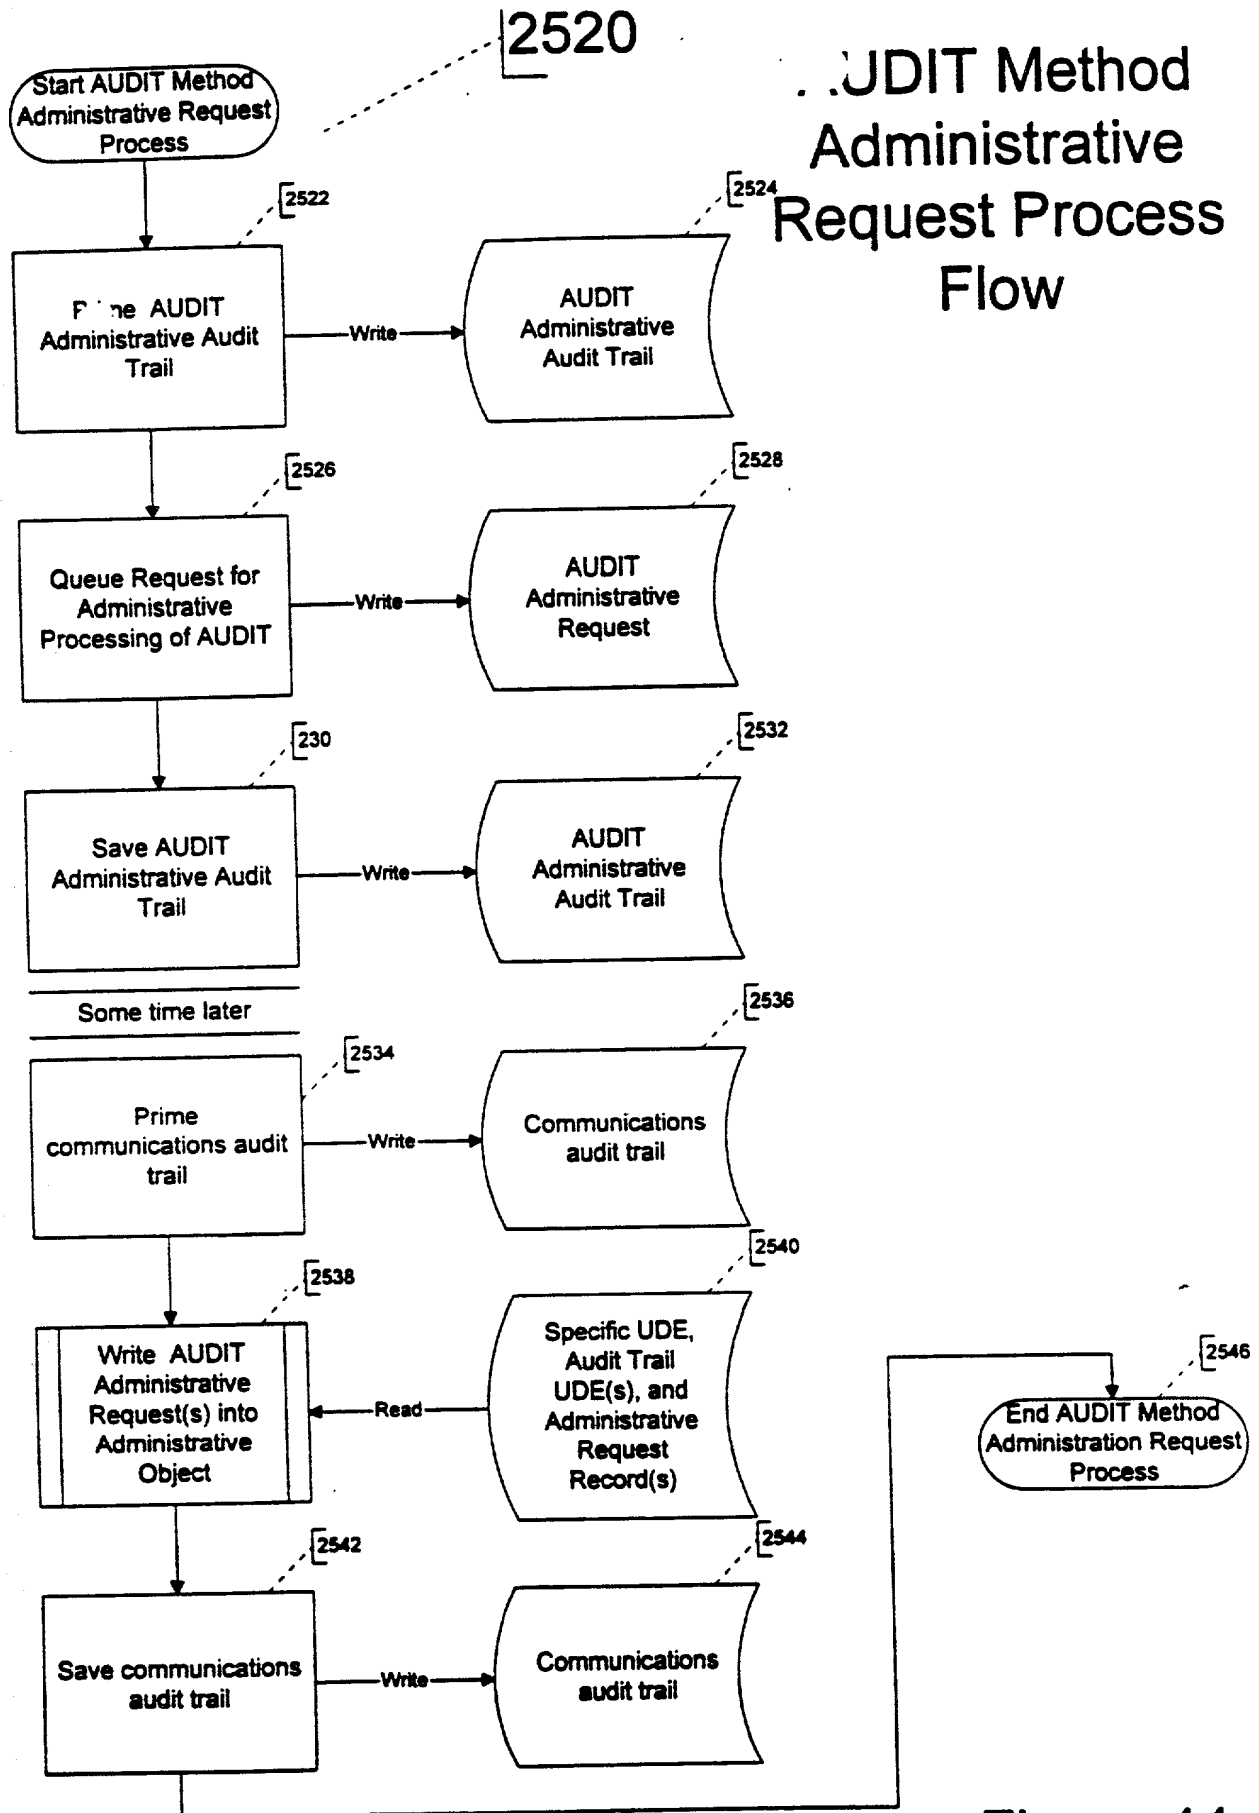 2520
Start AUDIT Method
Administrative Request
Process
UDIT Method
Administrative
Request Process
Flow
2522
2524
AUDIT
Administrative Audit
Trail
Write
AUDIT
Administrative
Audit Trail
2526
2528
Queue Request for
Administrative
Processing of AUDIT
Write
AUDIT
Administrative
Request
230
2532
Save AUDIT
Administrative Audit
Trail
Write
AUDIT
Administrative
Audit Trail
Some time later
2534
2536
Prime
communications audit
trail
Write
Communications
audit trail
2538
2540
Write AUDIT
Administrative
Request(s) into
Administrative
Object
Read
Specific UDE,
Audit Trail
UDE(s), and
Administrative
Request
Record(s)
2546
End AUDIT Method
Administration Request
Process
2542
2544
Save communications
audit trail
Write
Communications
audit trail